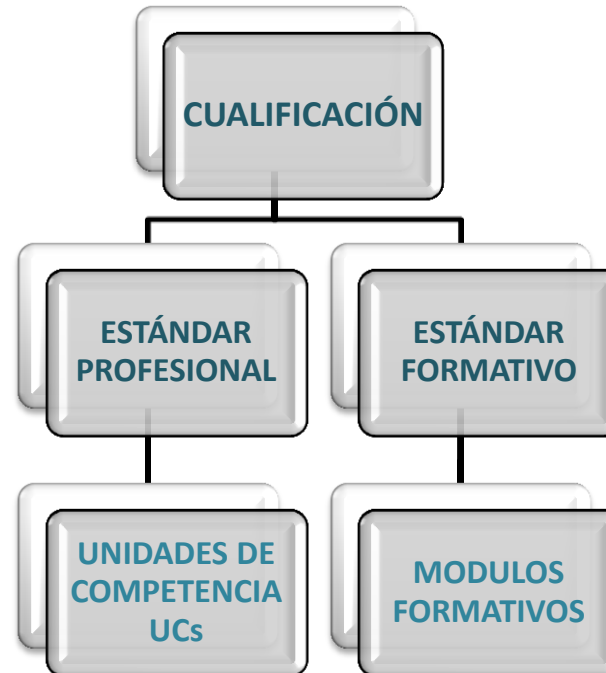 CUALIFICACIÓN
ESTÁNDAR
PROFESIONAL
ESTÁNDAR
FORMATIVO
UNIDADES DE
COMPETENCIA
UCs
MODULOS
FORMATIVOS